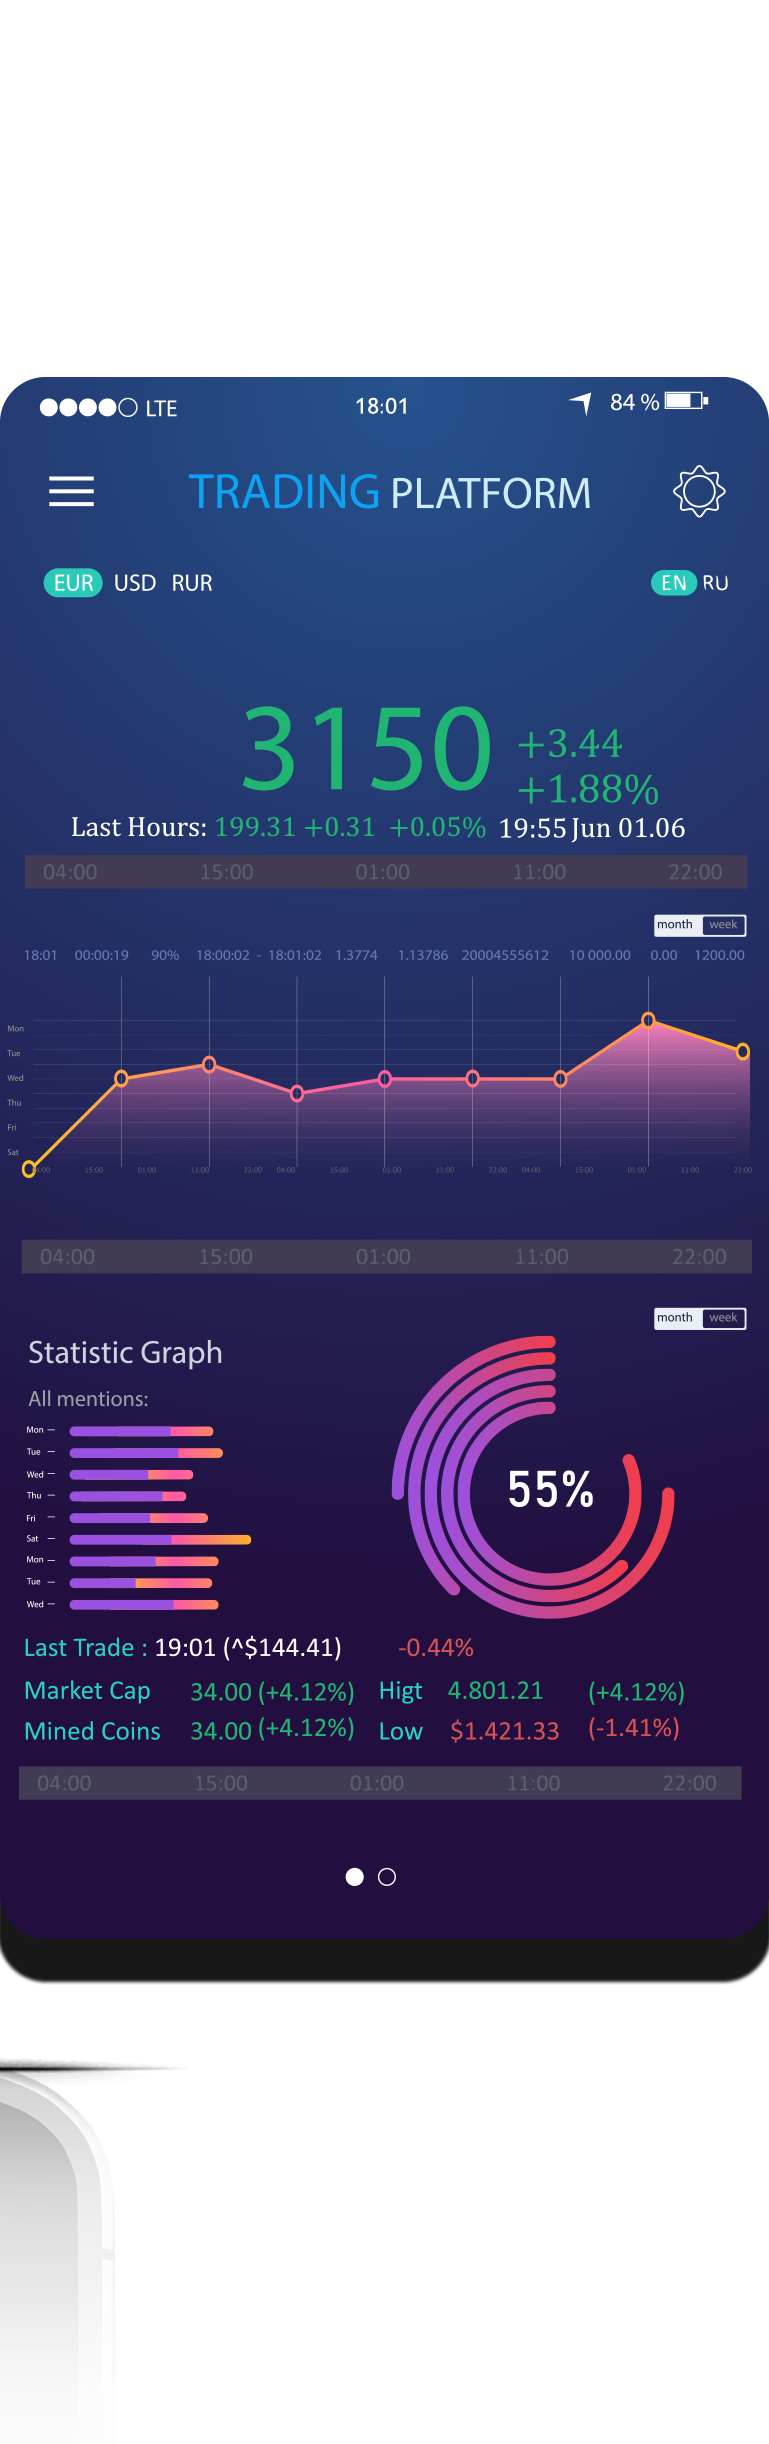 LTE 18:01 84 %
TRADING PLATFORM
EUR USD RUR EN RU
3150 +3.44
+1.88%
Last Hours: 199.31 +0.31 +0.05% 19:55 Jun 01.06
04:00 15:00 01:00 11:00 22:00
month week
18:01 00:00:19 90% 18:00:02 - 18:01:02 1.3774 1.13786 20004555612 10 000.00 0.00 1200.00
Mon
Tue
Wed
Thu
Fri
Sat
15:00 01:00 11:00 22:00 04:00 15:00 01:00 11:00 22:00 04:00 15:00 01:00 11:00 22:00
04:00 15:00 01:00 11:00 22:00
month week
Statistic Graph
All mentions:
Mon
Tue
Wed
Thu
Fri
Sat
Mon
Tue
Wed
55%
Last Trade : 19:01 (^$144.41) -0.44%
Market Cap 34.00 (+4.12%) Higt 4.801.21 (+4.12%)
Mined Coins 34.00 (+4.12%) Low $1.421.33 (-1.41%)
04:00 15:00 01:00 11:00 22:00